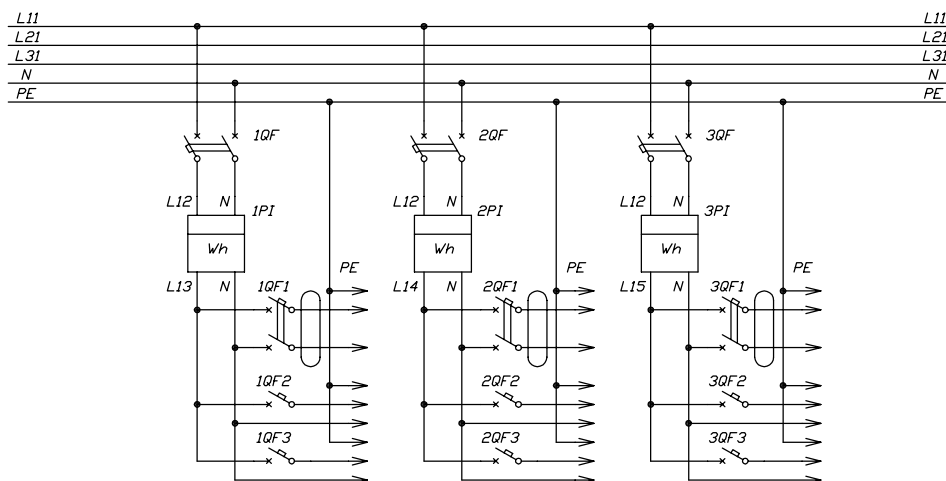 L11 L11
L21 L21
L31 L31
N N
PE PE
1QF 2QF 3QF
L12 N L12 N L12 N
1PI 2PI 3PI
Wh Wh Wh
PE PE PE
L13 N 1QF1 L14 N 2QF1 L15 N 3QF1
1QF2 2QF2 3QF2
1QF3 2QF3 3QF3